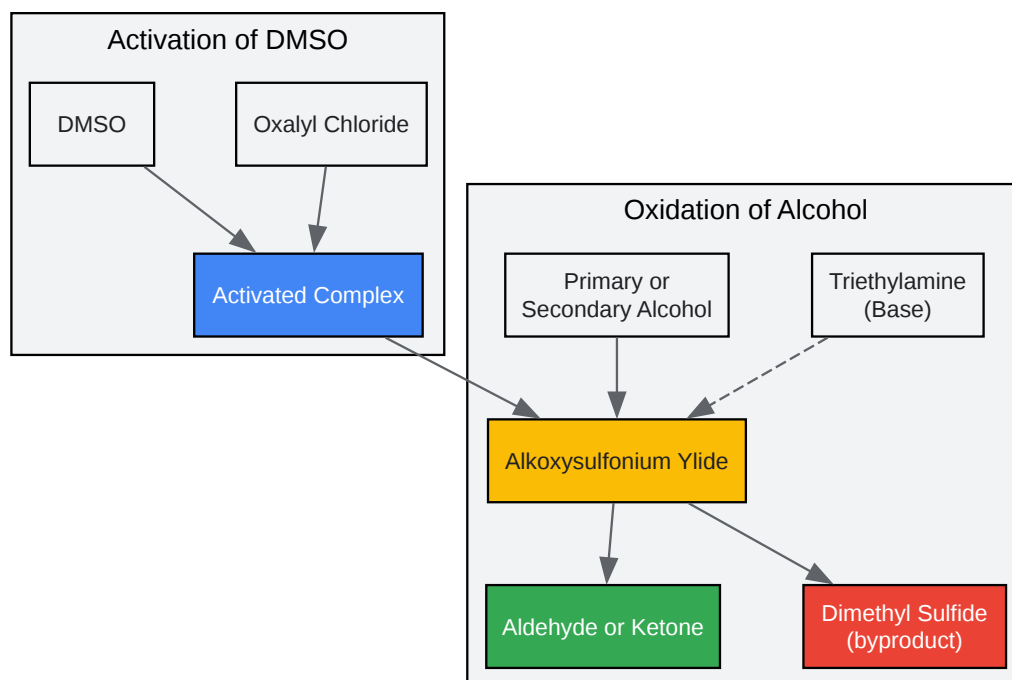 Activation of DMSO
DMSO
Oxalyl Chloride
Activated Complex
Oxidation of Alcohol
Primary or
Secondary Alcohol
Triethylamine
(Base)
Alkoxysulfonium Ylide
Aldehyde or Ketone
Dimethyl Sulfide
(byproduct)